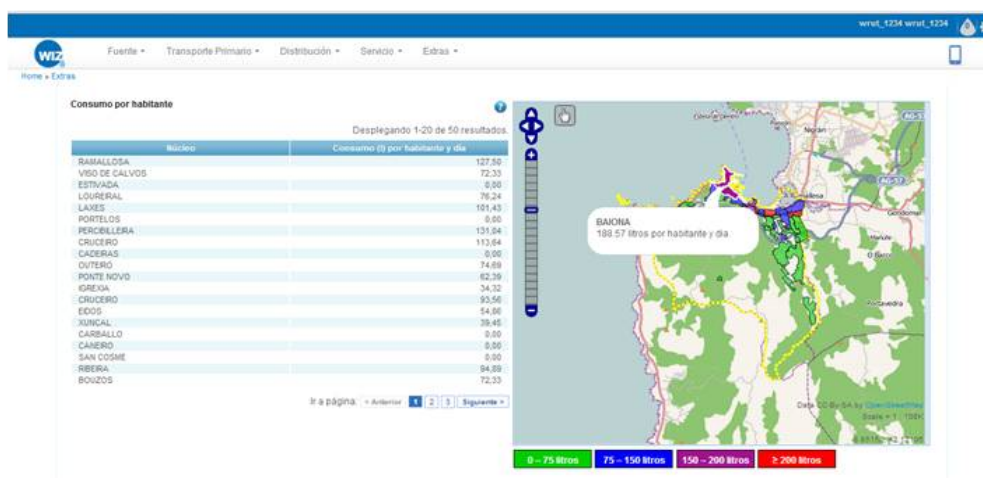 wrut_1234 wrut_1234
WIZ
Fuente Transporte Primario Distribución Servicio Extras
Home » Extras
Consumo por habitante
Desplegando 1-20 de 50 resultados.
Núcleo Consumo (l) por habitante y día
RAMALLOSA 127,50
VISO DE CALVOS 72,33
ESTIVADA 0,00
LOUREIRAL 76,24
LAXES 101,43
PORTELOS 0,00
PERCIBILLEIRA 131,04
CRUCEIRO 113,64
CADEIRAS 0,00
OUTEIRO 74,69
PONTE NOVO 62,39
IGREXIA 34,32
CRUCEIRO 93,56
EIDOS 54,86
XUNCAL 39,45
CARBALLO 0,00
CANEIRO 0,00
SAN COSME 0,00
RIBEIRA 94,89
BOUZOS 72,33
Ir a página: < Anterior 1 2 3 Siguiente >
Nigrán
AG-57
Gondomar
BAIONA
188.57 litros por habitante y dia.
Mañufe
O Barro
Data CC-By-SA by OpenStreetMap
0 – 75 litros 75 – 150 litros 150 – 200 litros ≥ 200 litros